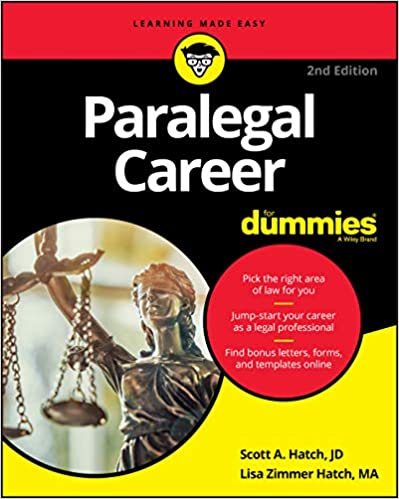 LEARNING MADE EASY
2nd Edition
Paralegal
Career
for
dummies®
A Wiley Brand
Pick the right area
of law for you
Jump-start your career
as a legal professional
Find bonus letters, forms,
and templates online
Scott A. Hatch, JD
Lisa Zimmer Hatch, MA